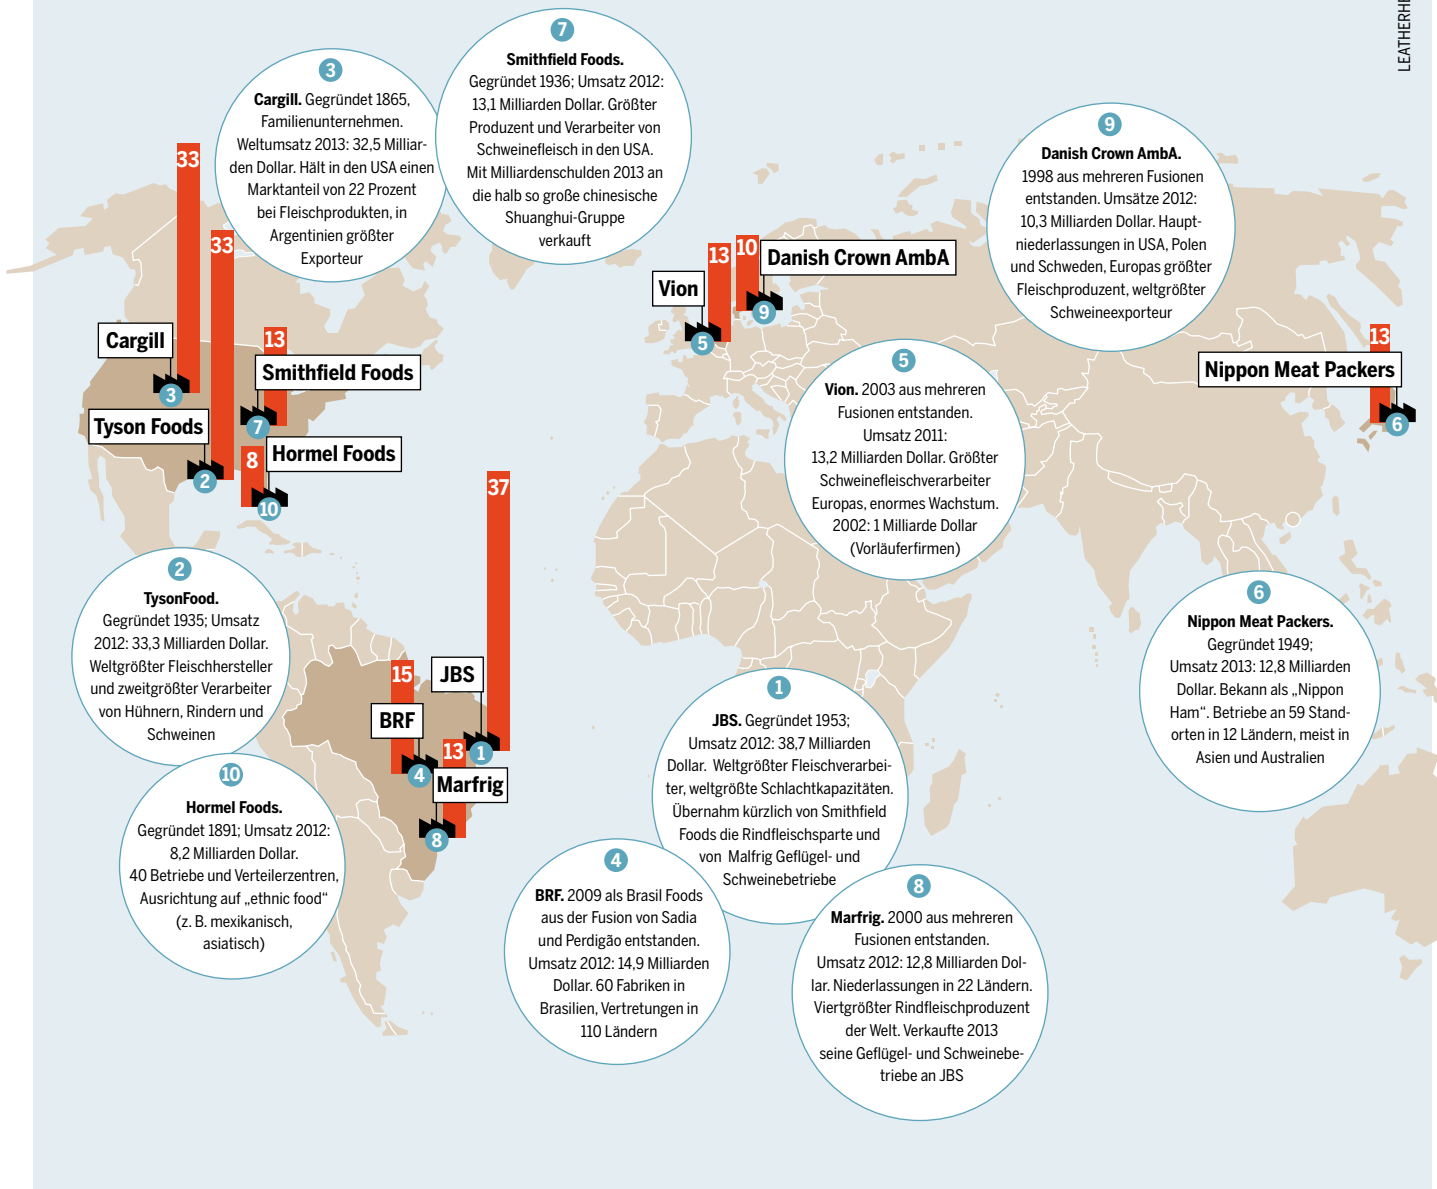 LEATHERHE
7
Smithfield Foods.
Gegründet 1936; Umsatz 2012:
13,1 Milliarden Dollar. Größter
Produzent und Verarbeiter von
Schweinefleisch in den USA.
Mit Milliardenschulden 2013 an
die halb so große chinesische
Shuanghui-Gruppe
verkauft
3
Cargill. Gegründet 1865,
Familienunternehmen.
Weltumsatz 2013: 32,5 Milliar-
den Dollar. Hält in den USA einen
Marktanteil von 22 Prozent
bei Fleischprodukten, in
Argentinien größter
Exporteur
9
Danish Crown AmbA.
1998 aus mehreren Fusionen
entstanden. Umsätze 2012:
10,3 Milliarden Dollar. Haupt-
niederlassungen in USA, Polen
und Schweden, Europas größter
Fleischproduzent, weltgrößter
Schweineexporteur
33
33
13
10
Danish Crown AmbA
Vion
9
5
Cargill
3
13
Smithfield Foods
7
Tyson Foods
2
8
Hormel Foods
10
13
Nippon Meat Packers
6
5
Vion. 2003 aus mehreren
Fusionen entstanden.
Umsatz 2011:
13,2 Milliarden Dollar. Größter
Schweinefleischverarbeiter
Europas, enormes Wachstum.
2002: 1 Milliarde Dollar
(Vorläuferfirmen)
37
JBS
1
15
BRF
4
13
Marfrig
8
2
TysonFood.
Gegründet 1935; Umsatz
2012: 33,3 Milliarden Dollar.
Weltgrößter Fleischhersteller
und zweitgrößter Verarbeiter
von Hühnern, Rindern und
Schweinen
6
Nippon Meat Packers.
Gegründet 1949;
Umsatz 2013: 12,8 Milliarden
Dollar. Bekann als „Nippon
Ham“. Betriebe an 59 Stand-
orten in 12 Ländern, meist in
Asien und Australien
1
JBS. Gegründet 1953;
Umsatz 2012: 38,7 Milliarden
Dollar. Weltgrößter Fleischverarbei-
ter, weltgrößte Schlachtkapazitäten.
Übernahm kürzlich von Smithfield
Foods die Rindfleischsparte und
von Malfrig Geflügel- und
Schweinebetriebe
10
Hormel Foods.
Gegründet 1891; Umsatz 2012:
8,2 Milliarden Dollar.
40 Betriebe und Verteilerzentren,
Ausrichtung auf „ethnic food“
(z. B. mexikanisch,
asiatisch)
4
BRF. 2009 als Brasil Foods
aus der Fusion von Sadia
und Perdigão entstanden.
Umsatz 2012: 14,9 Milliarden
Dollar. 60 Fabriken in
Brasilien, Vertretungen in
110 Ländern
8
Marfrig. 2000 aus mehreren
Fusionen entstanden.
Umsatz 2012: 12,8 Milliarden Dol-
lar. Niederlassungen in 22 Ländern.
Viertgrößter Rindfleischproduzent
der Welt. Verkaufte 2013
seine Geflügel- und Schweinebe-
triebe an JBS